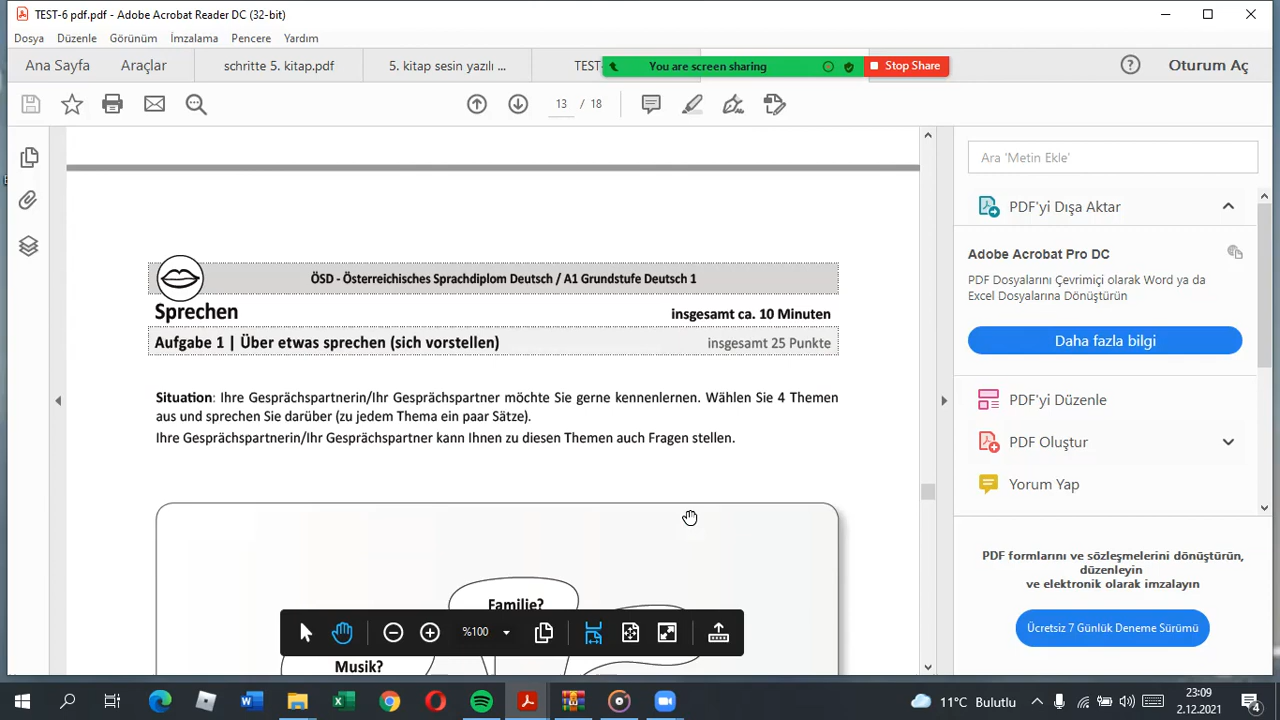 TEST-6 pdf.pdf - Adobe Acrobat Reader DC (32-bit)
Dosya Düzenle Görünüm İmzalama Pencere Yardım
Ana Sayfa Araçlar schritte 5. kitap.pdf 5. kitap sesin yazılı ... TEST You are screen sharing Stop Share Oturum Aç
13 / 18
Ara 'Metin Ekle'
PDF'yi Dışa Aktar
Adobe Acrobat Pro DC
PDF Dosyalarını Çevrimiçi olarak Word ya da
Excel Dosyalarına Dönüştürün
Daha fazla bilgi
PDF'yi Düzenle
PDF Oluştur
Yorum Yap
PDF formlarını ve sözleşmelerini dönüştürün,
düzenleyin
ve elektronik olarak imzalayın
Ücretsiz 7 Günlük Deneme Sürümü
ÖSD - Österreichisches Sprachdiplom Deutsch / A1 Grundstufe Deutsch 1
Sprechen insgesamt ca. 10 Minuten
Aufgabe 1 | Über etwas sprechen (sich vorstellen) insgesamt 25 Punkte
Situation: Ihre Gesprächspartnerin/Ihr Gesprächspartner möchte Sie gerne kennenlernen. Wählen Sie 4 Themen
aus und sprechen Sie darüber (zu jedem Thema ein paar Sätze).
Ihre Gesprächspartnerin/Ihr Gesprächspartner kann Ihnen zu diesen Themen auch Fragen stellen.
Familie?
%100
Musik?
11°C Bulutlu
23:09
2.12.2021
4